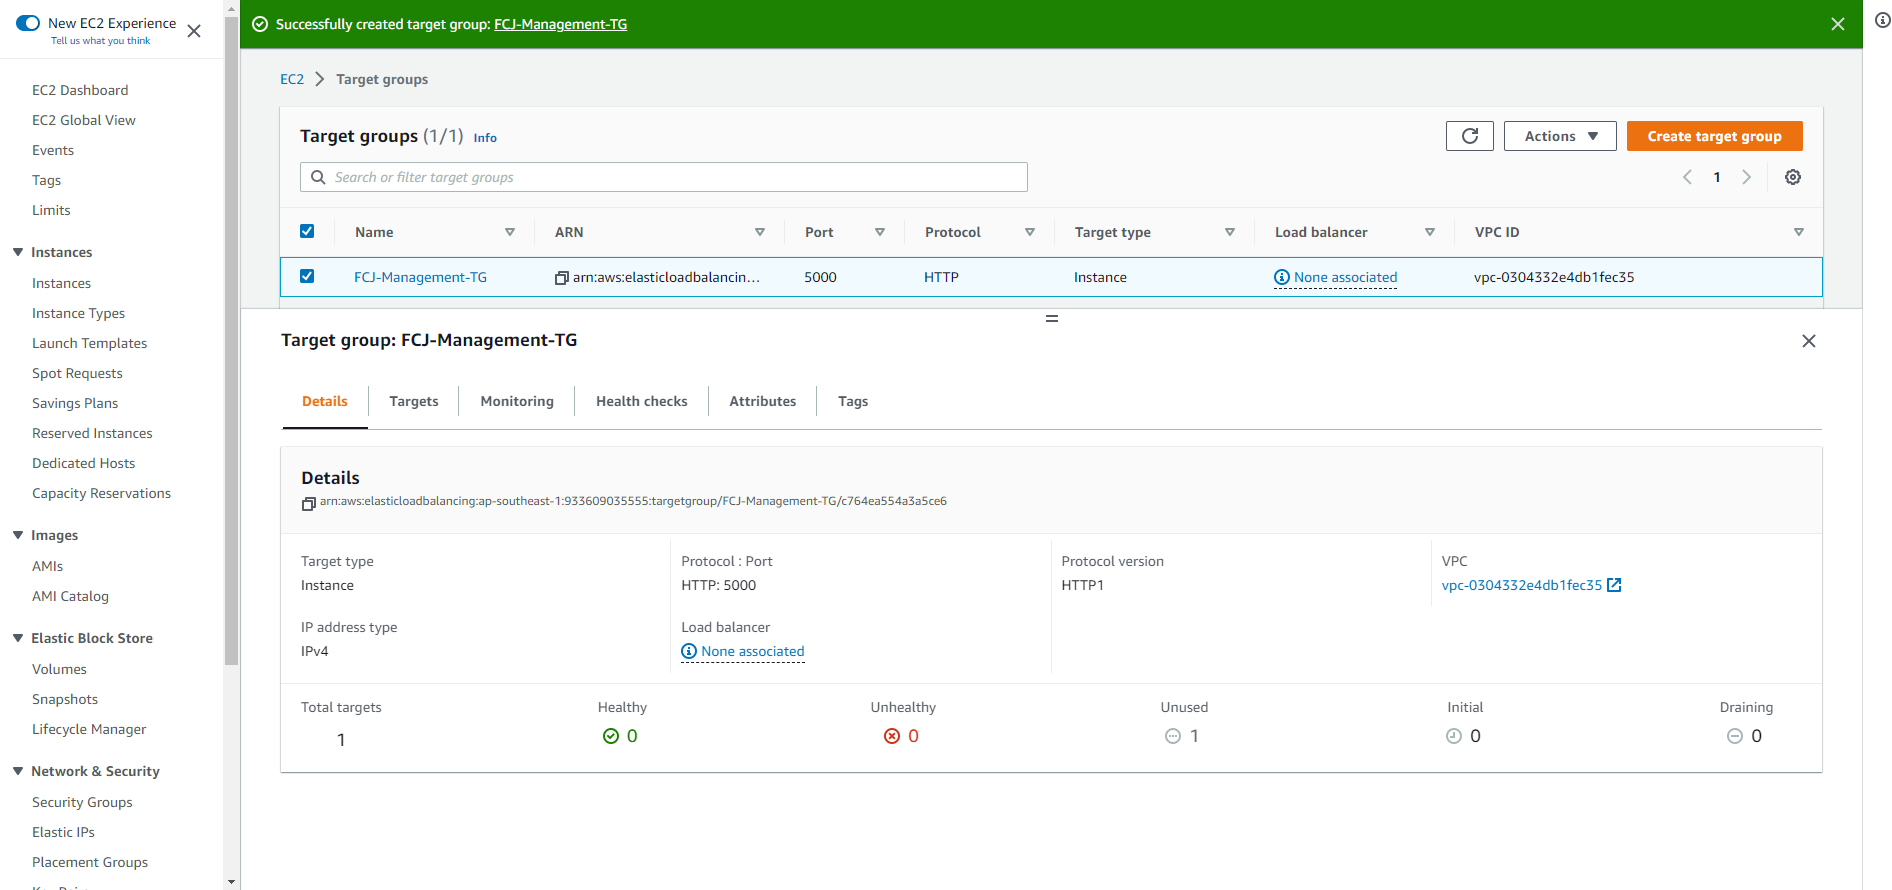 New EC2 Experience
Tell us what you think
EC2 Dashboard
EC2 Global View
Events
Tags
Limits
Instances
Instances
Instance Types
Launch Templates
Spot Requests
Savings Plans
Reserved Instances
Dedicated Hosts
Capacity Reservations
Images
AMIs
AMI Catalog
Elastic Block Store
Volumes
Snapshots
Lifecycle Manager
Network & Security
Security Groups
Elastic IPs
Placement Groups
Successfully created target group: FCJ-Management-TG
EC2 Target groups
Target groups (1/1) Info
Actions
Create target group
Search or filter target groups
1
Name ARN Port Protocol Target type Load balancer VPC ID
FCJ-Management-TG arn:aws:elasticloadbalancin... 5000 HTTP Instance None associated vpc-0304332e4db1fec35
Target group: FCJ-Management-TG
Details Targets Monitoring Health checks Attributes Tags
Details
arn:aws:elasticloadbalancing:ap-southeast-1:933609035555:targetgroup/FCJ-Management-TG/c764ea554a3a5ce6
Target type Protocol : Port Protocol version VPC
Instance HTTP: 5000 HTTP1 vpc-0304332e4db1fec35
IP address type Load balancer
IPv4 None associated
Total targets Healthy Unhealthy Unused Initial Draining
1 0 0 1 0 0